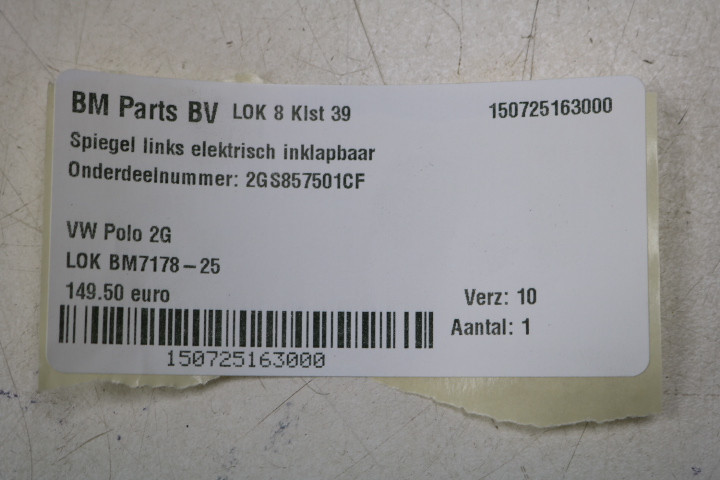 BM Parts BV LOK 8 Klst 39 150725163000
Spiegel links elektrisch inklapbaar
Onderdeelnummer: 2GS857501CF
VW Polo 2G
LOK BM7178-25
149.50 euro Verz: 10
Aantal: 1
150725163000